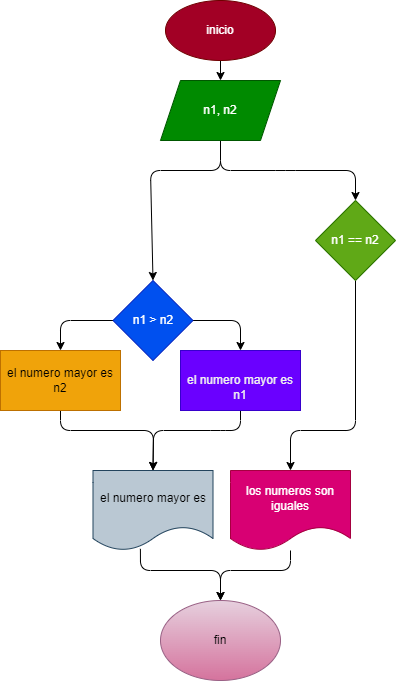 inicio
n1, n2
n1 == n2
n1 > n2
el numero mayor es
n2
el numero mayor es
n1
el numero mayor es
los numeros son
iguales
fin